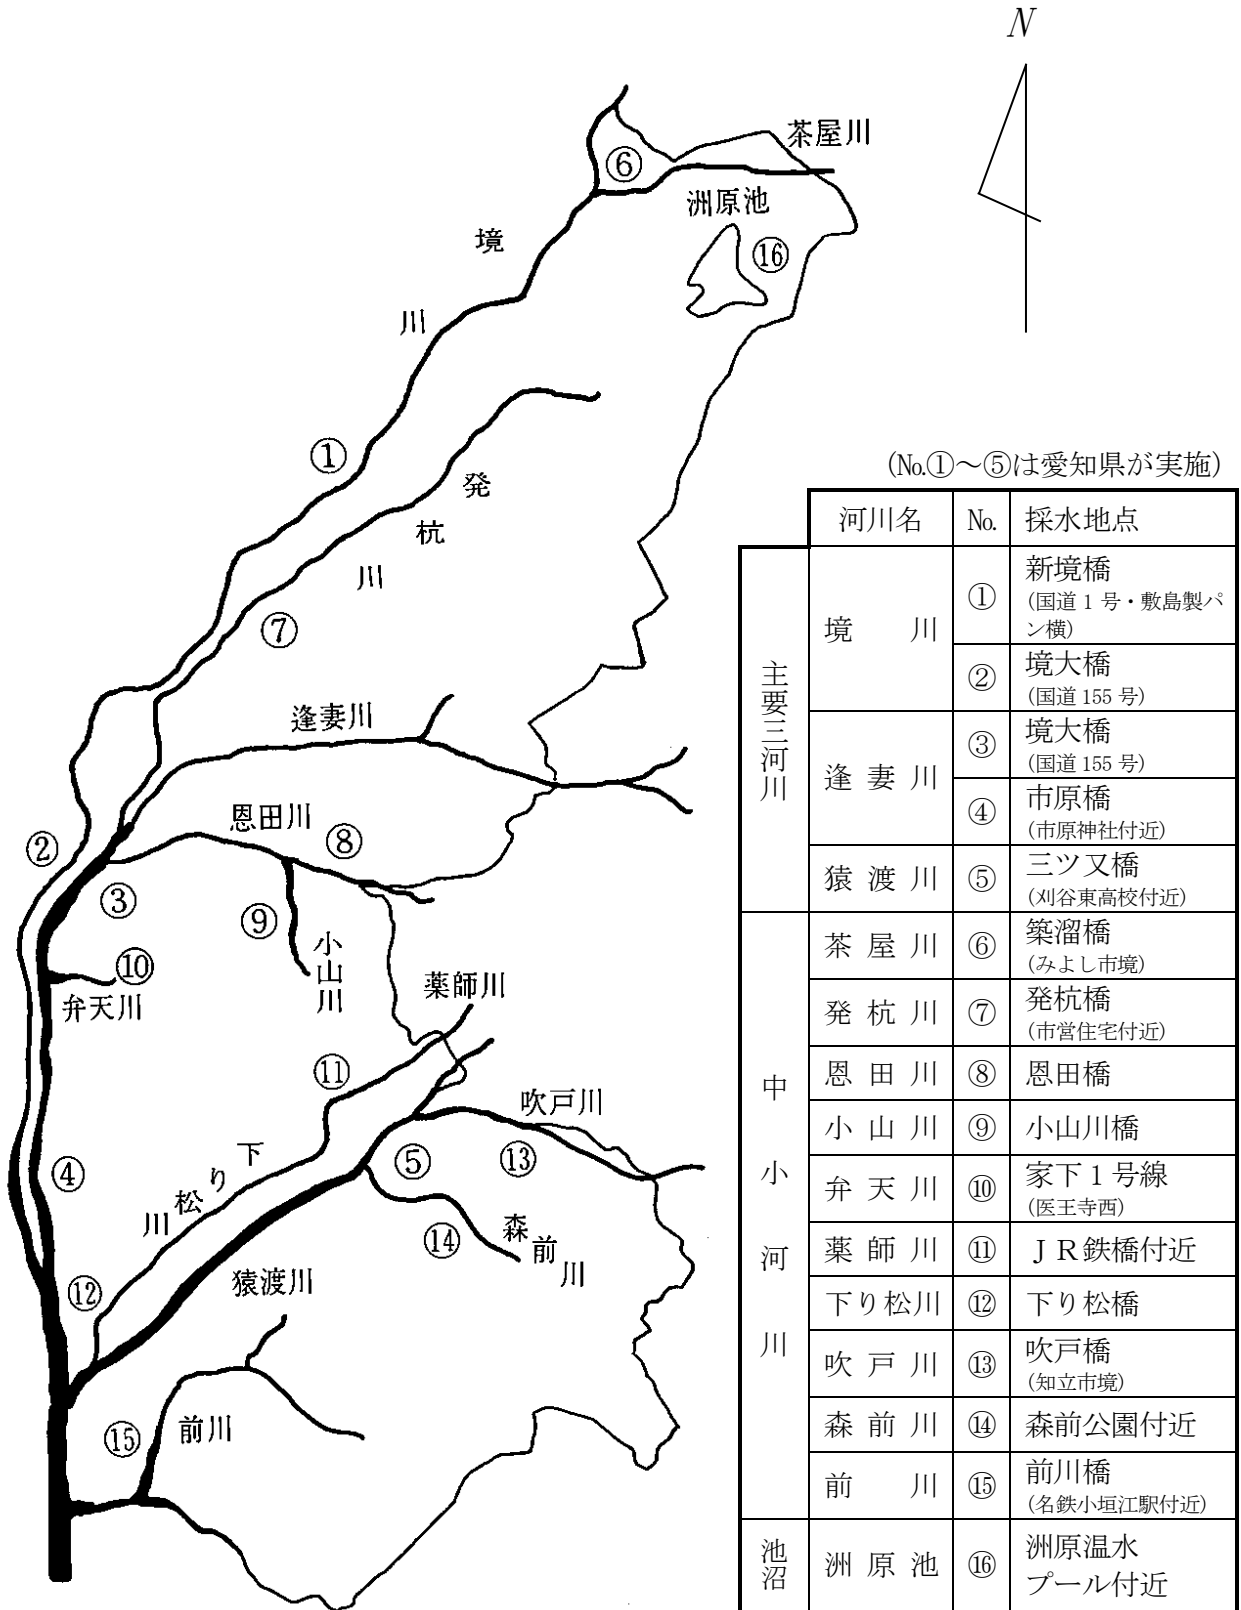 N
茶屋川
⑥
洲原池
⑯
境川
①
発杭川
⑦
逢妻川
恩田川
⑧
②
③
⑨
小山川
⑩
弁天川
薬師川
⑪
吹戸川
⑬
下り松川
④
⑤
⑭
森前川
⑫
猿渡川
⑮
前川
(No.①～⑤は愛知県が実施)
河川名 No. 採水地点
主要三河川
境川 ① 新境橋
(国道1号・敷島製パ
ン横)
② 境大橋
(国道155号)
逢妻川 ③ 境大橋
(国道155号)
④ 市原橋
(市原神社付近)
猿渡川 ⑤ 三ツ又橋
(刈谷東高校付近)
中小河川
茶屋川 ⑥ 築溜橋
(みよし市境)
発杭川 ⑦ 発杭橋
(市営住宅付近)
恩田川 ⑧ 恩田橋
小山川 ⑨ 小山川橋
弁天川 ⑩ 家下1号線
(医王寺西)
薬師川 ⑪ ＪＲ鉄橋付近
下り松川 ⑫ 下り松橋
吹戸川 ⑬ 吹戸橋
(知立市境)
森前川 ⑭ 森前公園付近
前川 ⑮ 前川橋
(名鉄小垣江駅付近)
池沼
洲原池 ⑯ 洲原温水
プール付近